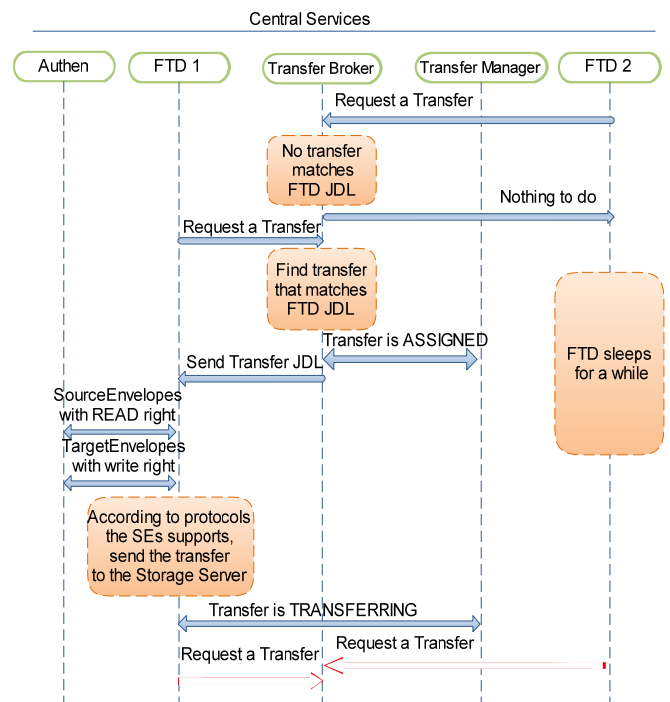 Central Services
Authen
FTD 1
Transfer Broker
Transfer Manager
FTD 2
Request a Transfer
No transfer
matches
FTD JDL
Nothing to do
Request a Transfer
Find transfer
that matches
FTD JDL
FTD sleeps
for a while
Transfer is ASSIGNED
Send Transfer JDL
SourceEnvelopes
with READ right
TargetEnvelopes
with write right
According to protocols
the SEs supports,
send the transfer
to the Storage Server
Transfer is TRANSFERRING
Request a Transfer
Request a Transfer